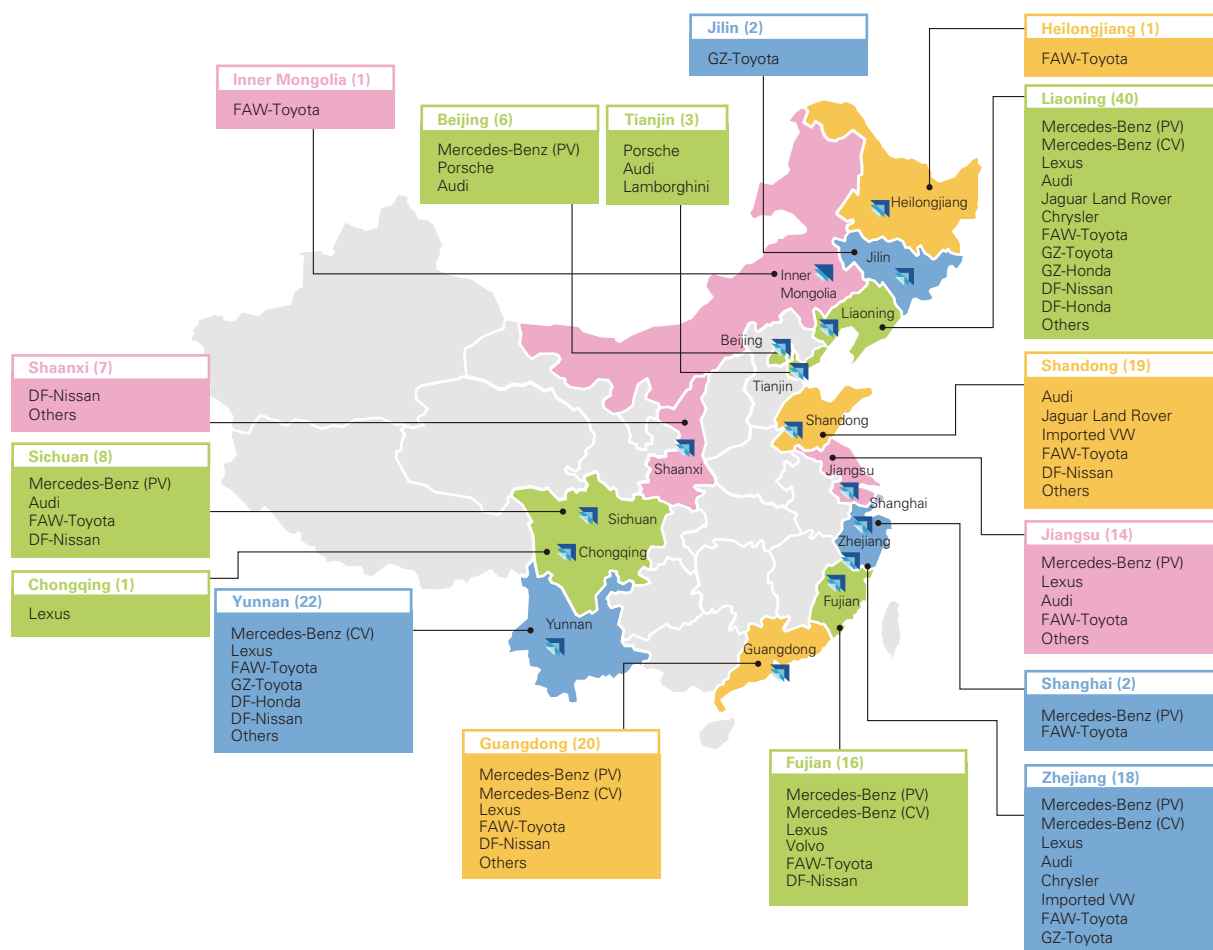 Jilin (2)
GZ-Toyota
Heilongjiang (1)
FAW-Toyota
Inner Mongolia (1)
FAW-Toyota
Beijing (6)
Mercedes-Benz (PV)
Porsche
Audi
Tianjin (3)
Porsche
Audi
Lamborghini
Liaoning (40)
Mercedes-Benz (PV)
Mercedes-Benz (CV)
Lexus
Audi
Jaguar Land Rover
Chrysler
FAW-Toyota
GZ-Toyota
GZ-Honda
DF-Nissan
DF-Honda
Others
Heilongjiang
Jilin
Inner
Mongolia
Liaoning
Beijing
Tianjin
Shandong
Shaanxi
Jiangsu
Shanghai
Sichuan
Zhejiang
Chongqing
Fujian
Yunnan
Guangdong
Shaanxi (7)
DF-Nissan
Others
Shandong (19)
Audi
Jaguar Land Rover
Imported VW
FAW-Toyota
DF-Nissan
Others
Sichuan (8)
Mercedes-Benz (PV)
Audi
FAW-Toyota
DF-Nissan
Jiangsu (14)
Mercedes-Benz (PV)
Lexus
Audi
FAW-Toyota
Others
Chongqing (1)
Lexus
Yunnan (22)
Mercedes-Benz (CV)
Lexus
FAW-Toyota
GZ-Toyota
DF-Honda
DF-Nissan
Others
Shanghai (2)
Mercedes-Benz (PV)
FAW-Toyota
Guangdong (20)
Mercedes-Benz (PV)
Mercedes-Benz (CV)
Lexus
FAW-Toyota
DF-Nissan
Others
Fujian (16)
Mercedes-Benz (PV)
Mercedes-Benz (CV)
Lexus
Volvo
FAW-Toyota
DF-Nissan
Zhejiang (18)
Mercedes-Benz (PV)
Mercedes-Benz (CV)
Lexus
Audi
Chrysler
Imported VW
FAW-Toyota
GZ-Toyota